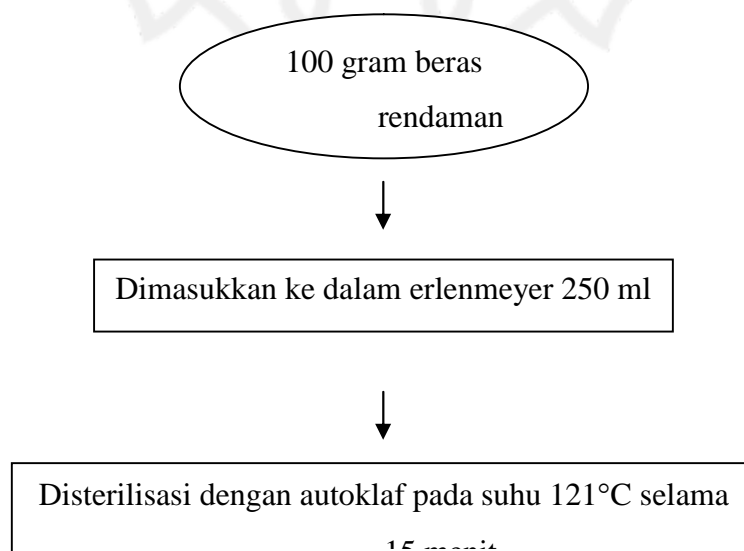 100 gram beras
rendaman
Dimasukkan ke dalam erlenmeyer 250 ml
Disterilisasi dengan autoklaf pada suhu 121°C selama
15 menit